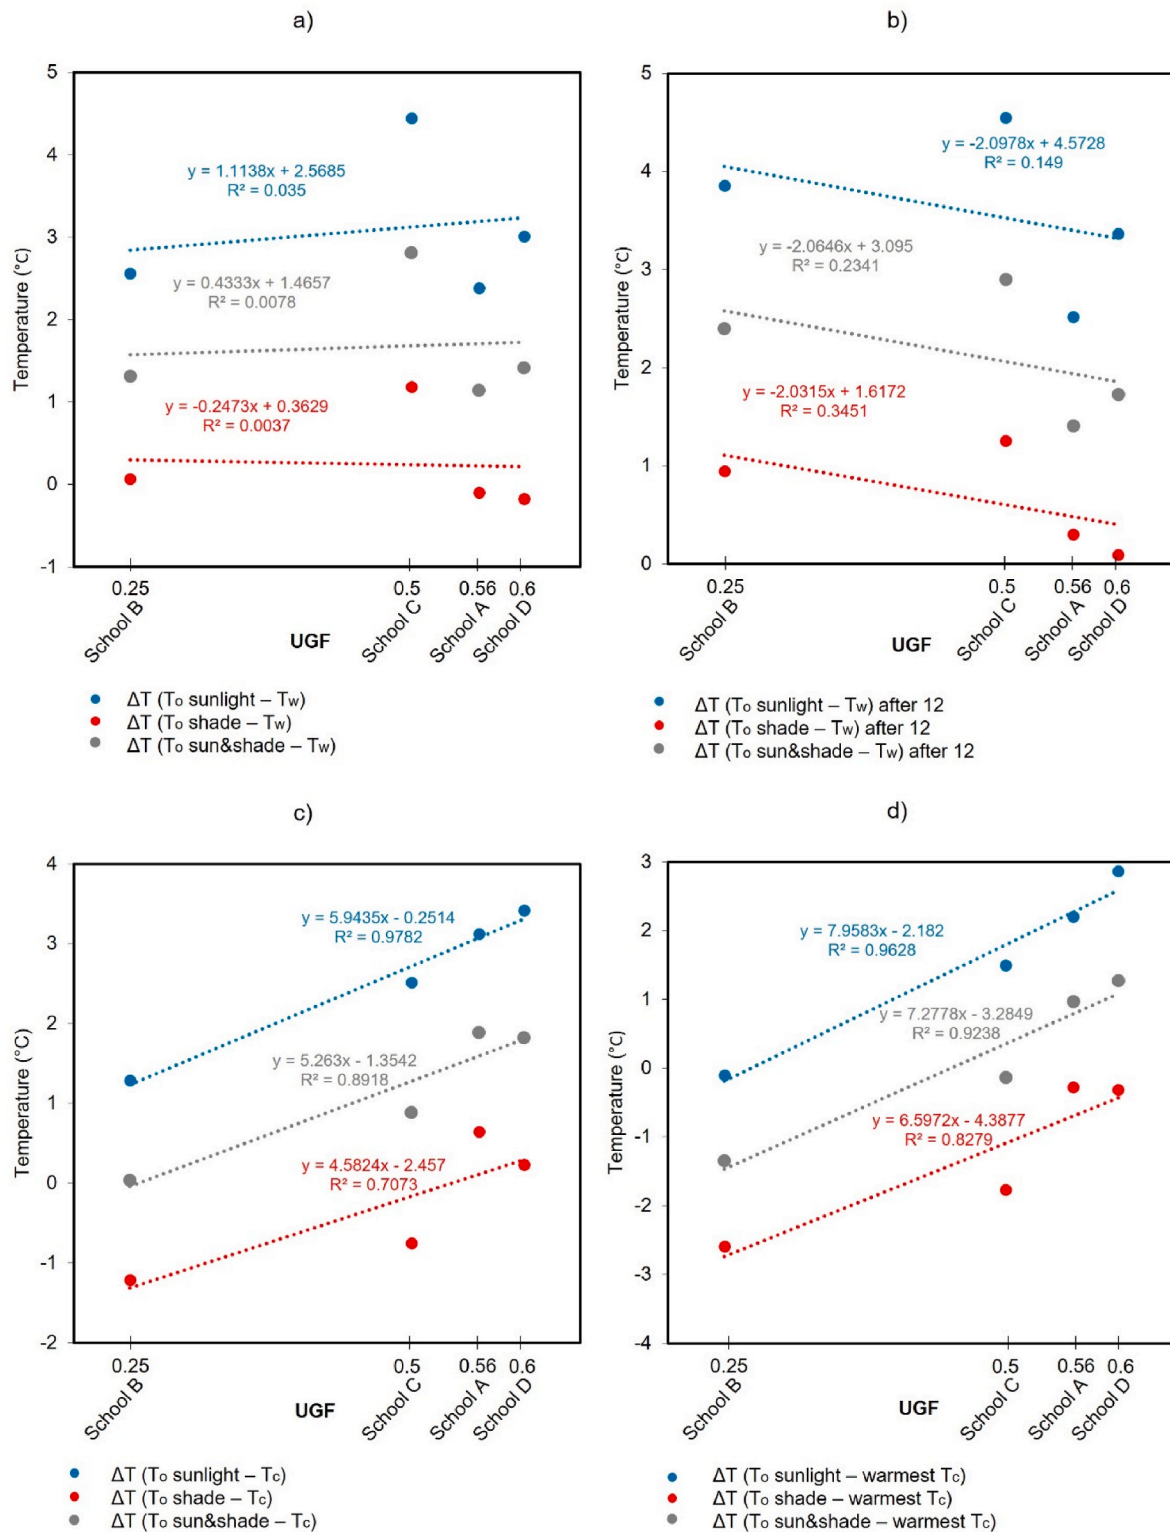 a)
5
4
3
2
1
0
-1
Temperature (°C)
y = 1.1138x + 2.5685
R² = 0.035
y = 0.4333x + 1.4657
R² = 0.0078
y = -0.2473x + 0.3629
R² = 0.0037
0.25
0.5
0.56
0.6
School B
School C
School A
School D
UGF
ΔT (To sunlight – Tw)
ΔT (To shade – Tw)
ΔT (To sun&shade – Tw)
b)
5
4
3
2
1
0
Temperature (°C)
y = -2.0978x + 4.5728
R² = 0.149
y = -2.0646x + 3.095
R² = 0.2341
y = -2.0315x + 1.6172
R² = 0.3451
0.25
0.5
0.56
0.6
School B
School C
School A
School D
UGF
ΔT (To sunlight – Tw) after 12
ΔT (To shade – Tw) after 12
ΔT (To sun&shade – Tw) after 12
c)
4
3
2
1
0
-1
-2
Temperature (°C)
y = 5.9435x - 0.2514
R² = 0.9782
y = 5.263x - 1.3542
R² = 0.8918
y = 4.5824x - 2.457
R² = 0.7073
0.25
0.5
0.56
0.6
School B
School C
School A
School D
UGF
ΔT (To sunlight – Tc)
ΔT (To shade – Tc)
ΔT (To sun&shade – Tc)
d)
3
2
1
0
-1
-2
-3
-4
Temperature (°C)
y = 7.9583x - 2.182
R² = 0.9628
y = 7.2778x - 3.2849
R² = 0.9238
y = 6.5972x - 4.3877
R² = 0.8279
0.25
0.5
0.56
0.6
School B
School C
School A
School D
UGF
ΔT (To sunlight – warmest Tc)
ΔT (To shade – warmest Tc)
ΔT (To sun&shade – warmest Tc)